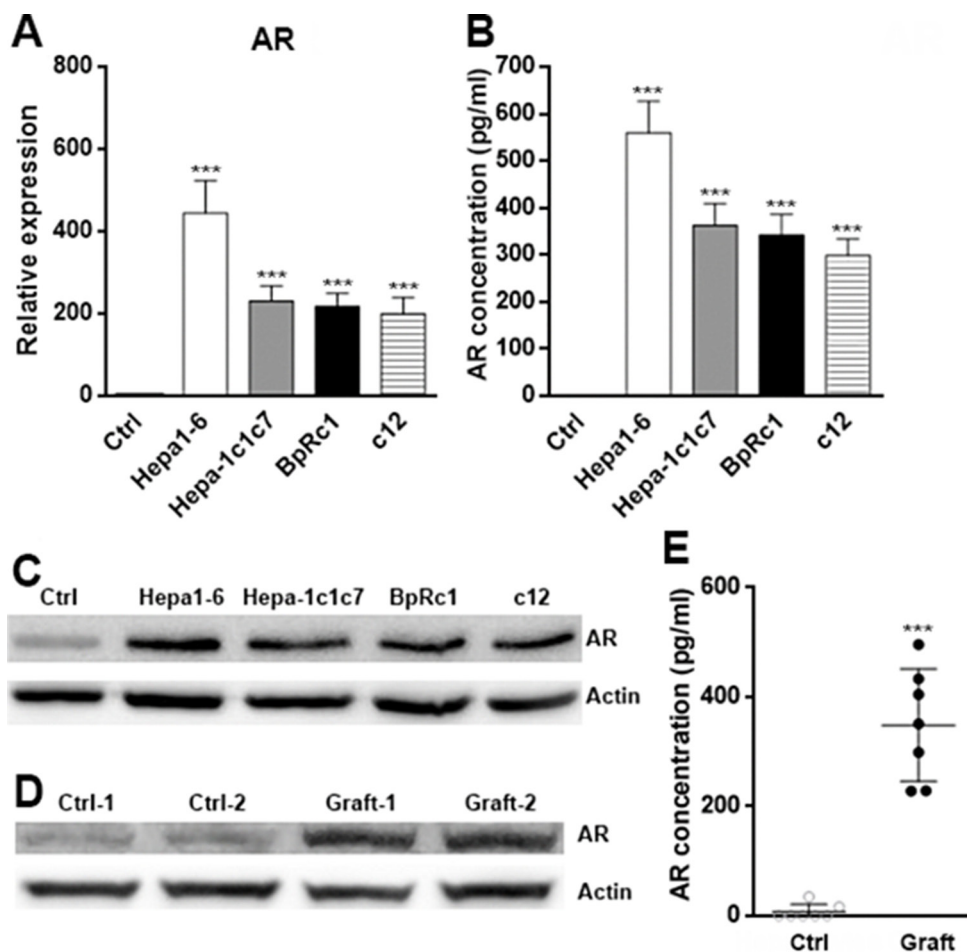 A
AR
Relative expression
800
600
400
200
0
***
***
***
***
Ctrl
Hepa1-6
Hepa-1c1c7
BpRc1
c12
B
AR concentration (pg/ml)
700
600
500
400
300
200
100
0
***
***
***
***
Ctrl
Hepa1-6
Hepa-1c1c7
BpRc1
c12
C
Ctrl Hepa1-6 Hepa-1c1c7 BpRc1 c12
AR
Actin
D
Ctrl-1 Ctrl-2 Graft-1 Graft-2
AR
Actin
E
AR concentration (pg/ml)
600
400
200
0
***
Ctrl Graft